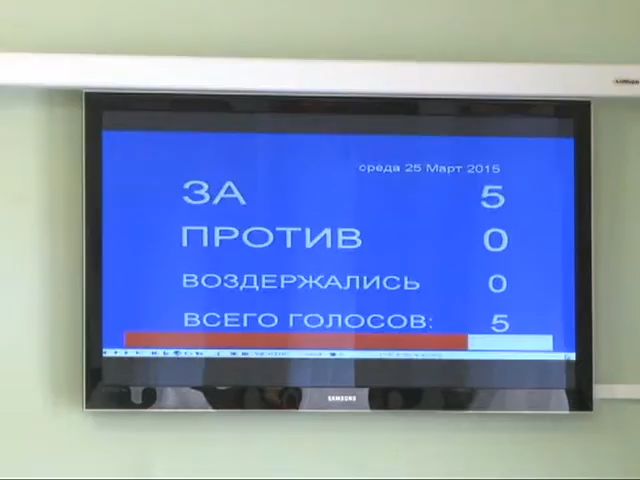 среда 25 Март 2015
ЗА 5
ПРОТИВ 0
ВОЗДЕРЖАЛИСЬ 0
ВСЕГО ГОЛОСОВ: 5
SAMSUNG